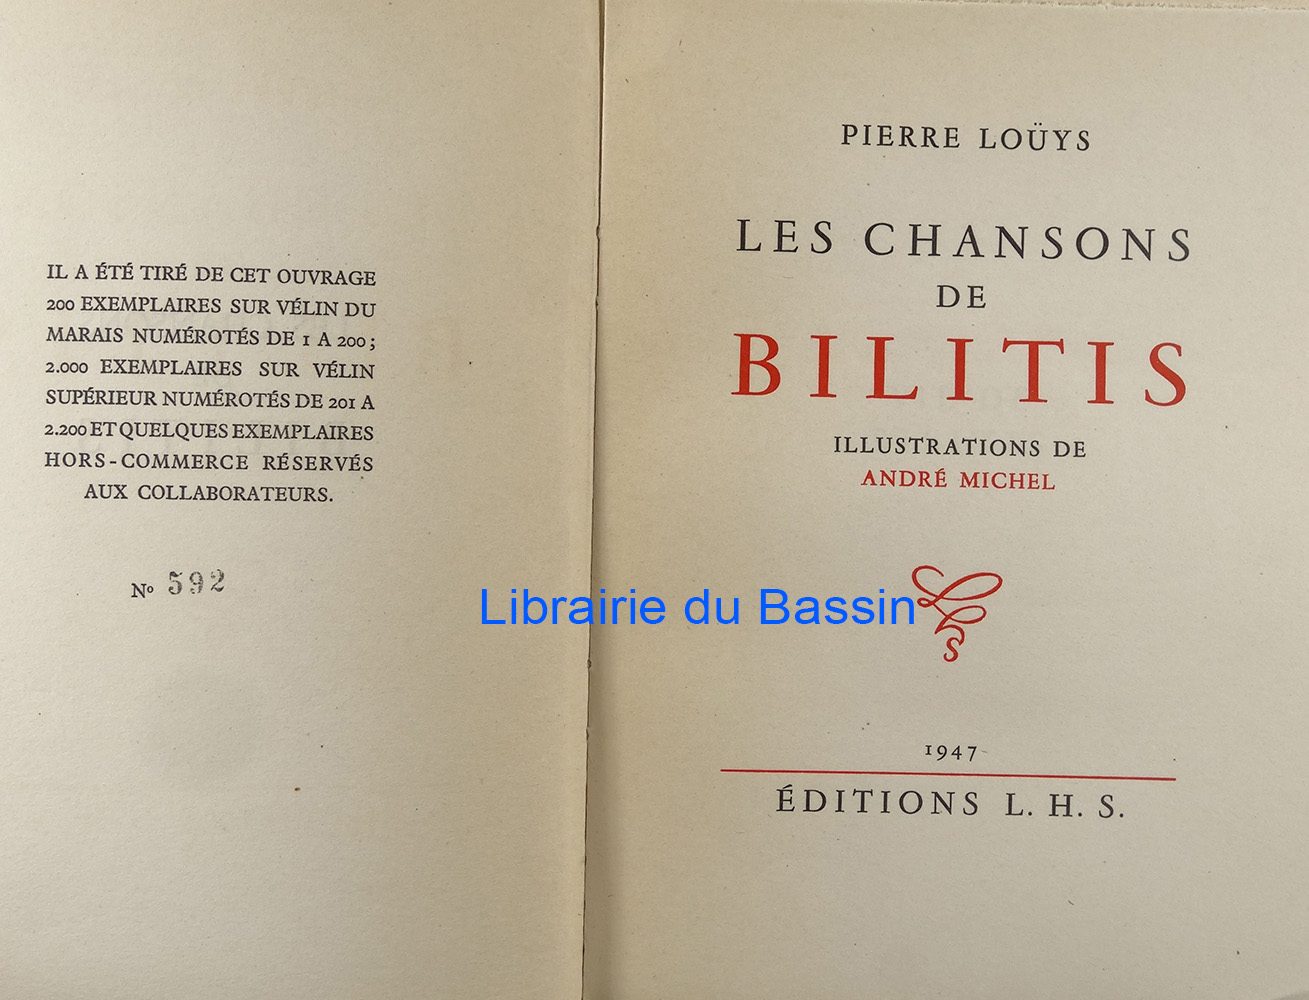 IL A ÉTÉ TIRÉ DE CET OUVRAGE
200 EXEMPLAIRES SUR VÉLIN DU
MARAIS NUMÉROTÉS DE 1 A 200 ;
2.000 EXEMPLAIRES SUR VÉLIN
SUPÉRIEUR NUMÉROTÉS DE 201 A
2.200 ET QUELQUES EXEMPLAIRES
HORS-COMMERCE RÉSERVÉS
AUX COLLABORATEURS.
Nº 592
PIERRE LOÜYS
LES CHANSONS
DE
BILITIS
ILLUSTRATIONS DE
ANDRÉ MICHEL
Librairie du Bassin
1947
ÉDITIONS L. H. S.